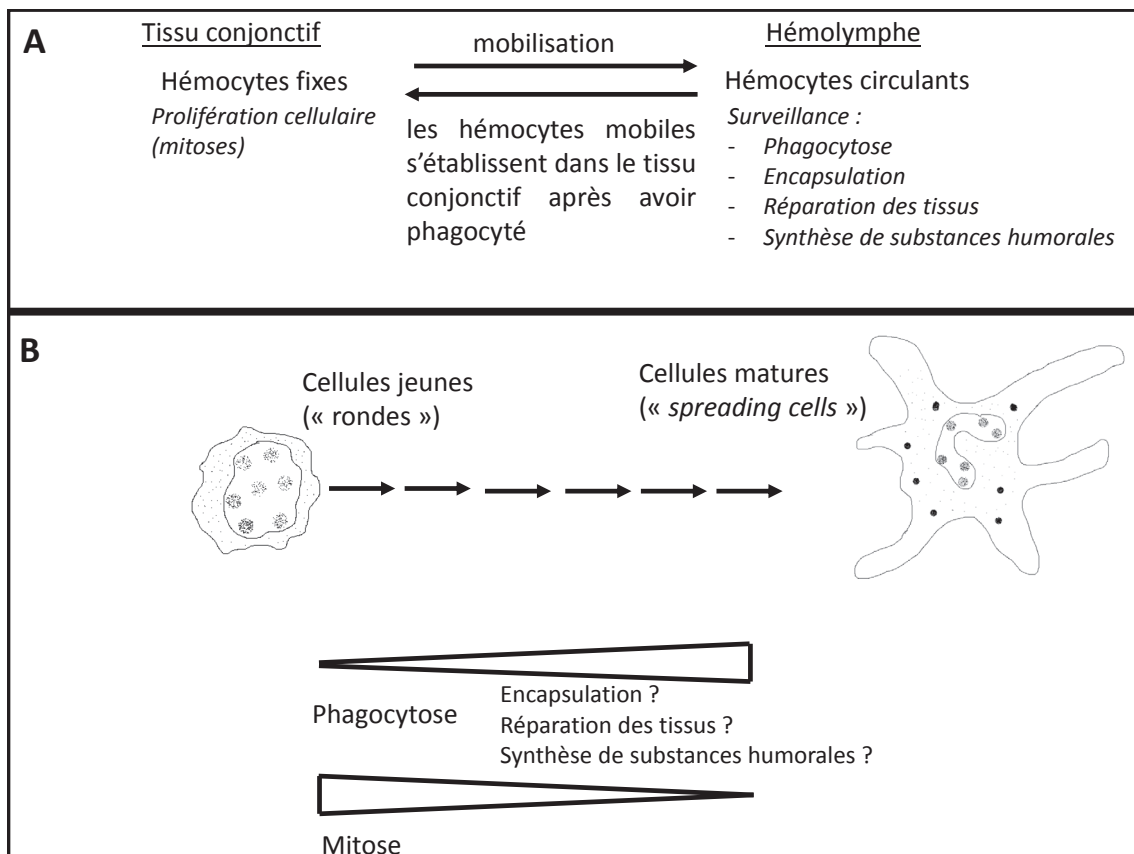 A
Tissu conjonctif
mobilisation
Hémolymphe
Hémocytes fixes
Prolifération cellulaire
(mitoses)
les hémocytes mobiles
s’établissent dans le tissu
conjonctif après avoir
phagocyté
Hémocytes circulants
Surveillance :
- Phagocytose
- Encapsulation
- Réparation des tissus
- Synthèse de substances humorales
B
Cellules jeunes
(« rondes »)
Cellules matures
(« spreading cells »)
Phagocytose
Encapsulation ?
Réparation des tissus ?
Synthèse de substances humorales ?
Mitose